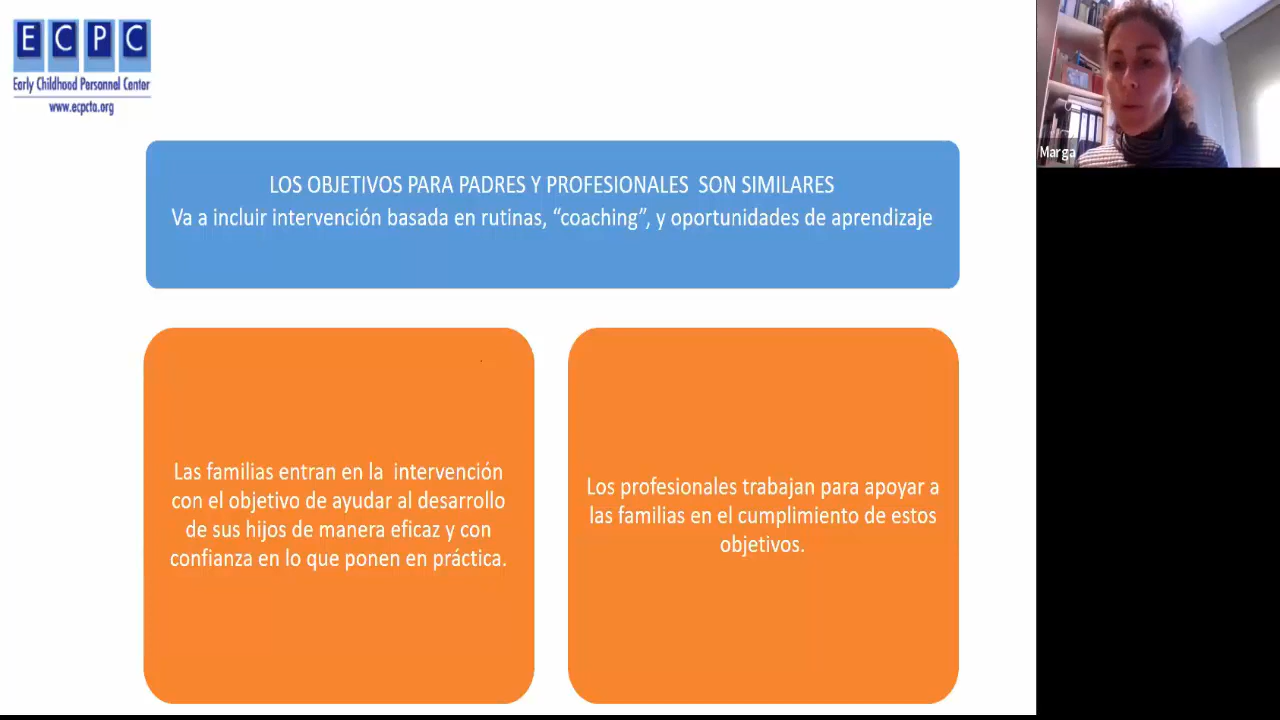 E C P C
Early Childhood Personnel Center
www.ecpcta.org
Marga
LOS OBJETIVOS PARA PADRES Y PROFESIONALES SON SIMILARES
Va a incluir intervención basada en rutinas, “coaching”, y oportunidades de aprendizaje
Las familias entran en la intervención
con el objetivo de ayudar al desarrollo
de sus hijos de manera eficaz y con
confianza en lo que ponen en práctica.
Los profesionales trabajan para apoyar a
las familias en el cumplimiento de estos
objetivos.